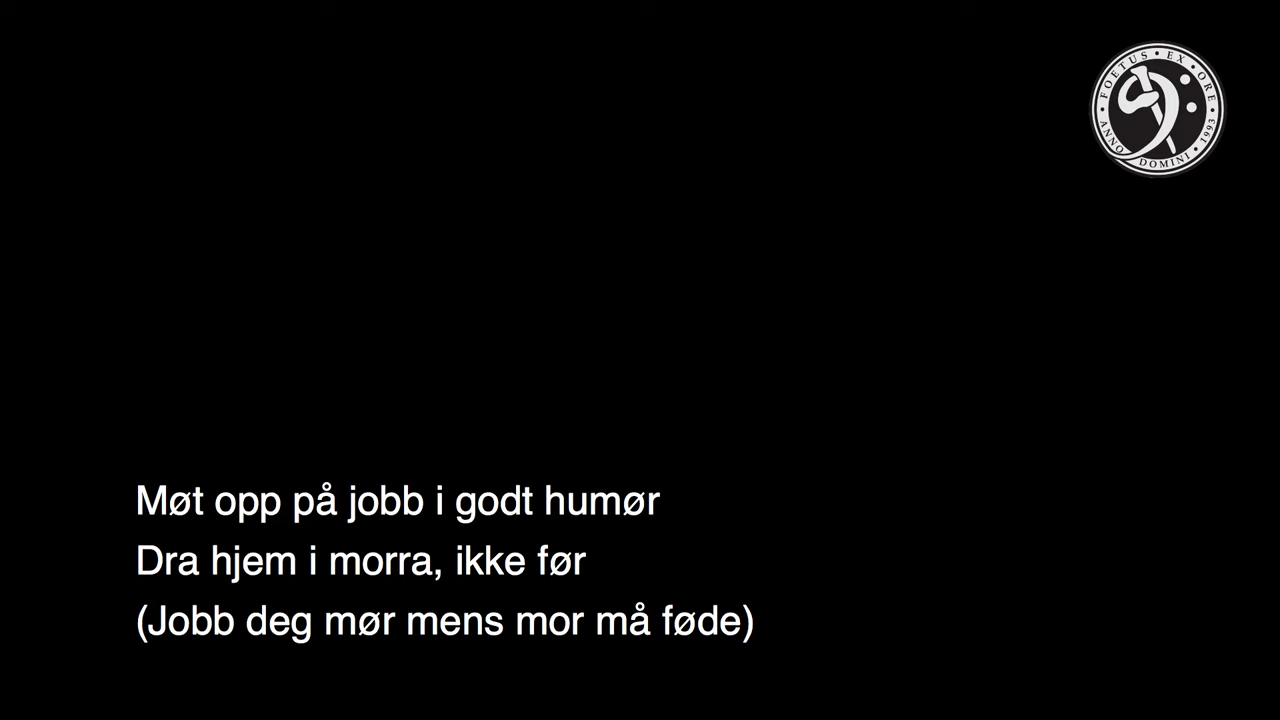 FOETUS • EX • ORE
• ANNO DOMINI • 1993 •
Møt opp på jobb i godt humør
Dra hjem i morra, ikke før
(Jobb deg mør mens mor må føde)